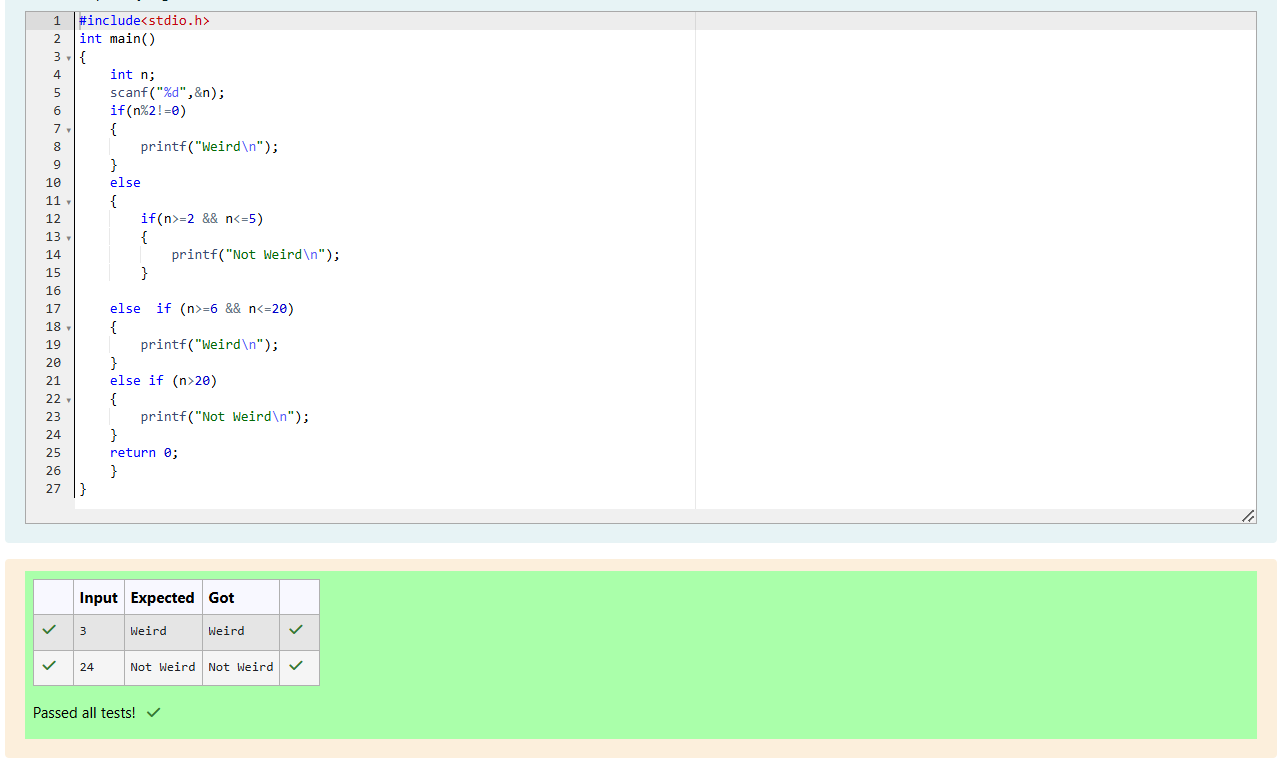 1 #include<stdio.h>
2 int main()
3 {
4     int n;
5     scanf("%d",&n);
6     if(n%2!=0)
7     {
8         printf("Weird\n");
9     }
10     else
11     {
12         if(n>=2 && n<=5)
13         {
14             printf("Not Weird\n");
15         }
16
17     else  if (n>=6 && n<=20)
18     {
19         printf("Weird\n");
20     }
21     else if (n>20)
22     {
23         printf("Not Weird\n");
24     }
25     return 0;
26     }
27 }
Input Expected Got
3 Weird Weird
24 Not Weird Not Weird
Passed all tests!